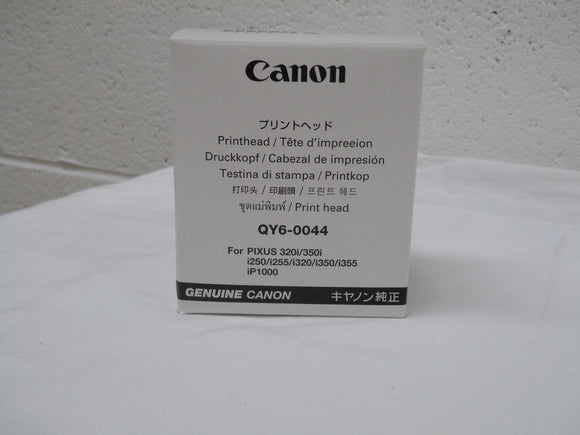 Canon
プリントヘッド
Printhead / Tête d'impreeion
Druckkopf / Cabezal de impresión
Testina di stampa / Printkop
打印头 / 印刷頭 / 프린트 헤드
ชุดแม่พิมพ์ / Print head
QY6-0044
For PIXUS 320i/350i
i250/i255/i320/i350/i355
iP1000
GENUINE CANON キヤノン純正